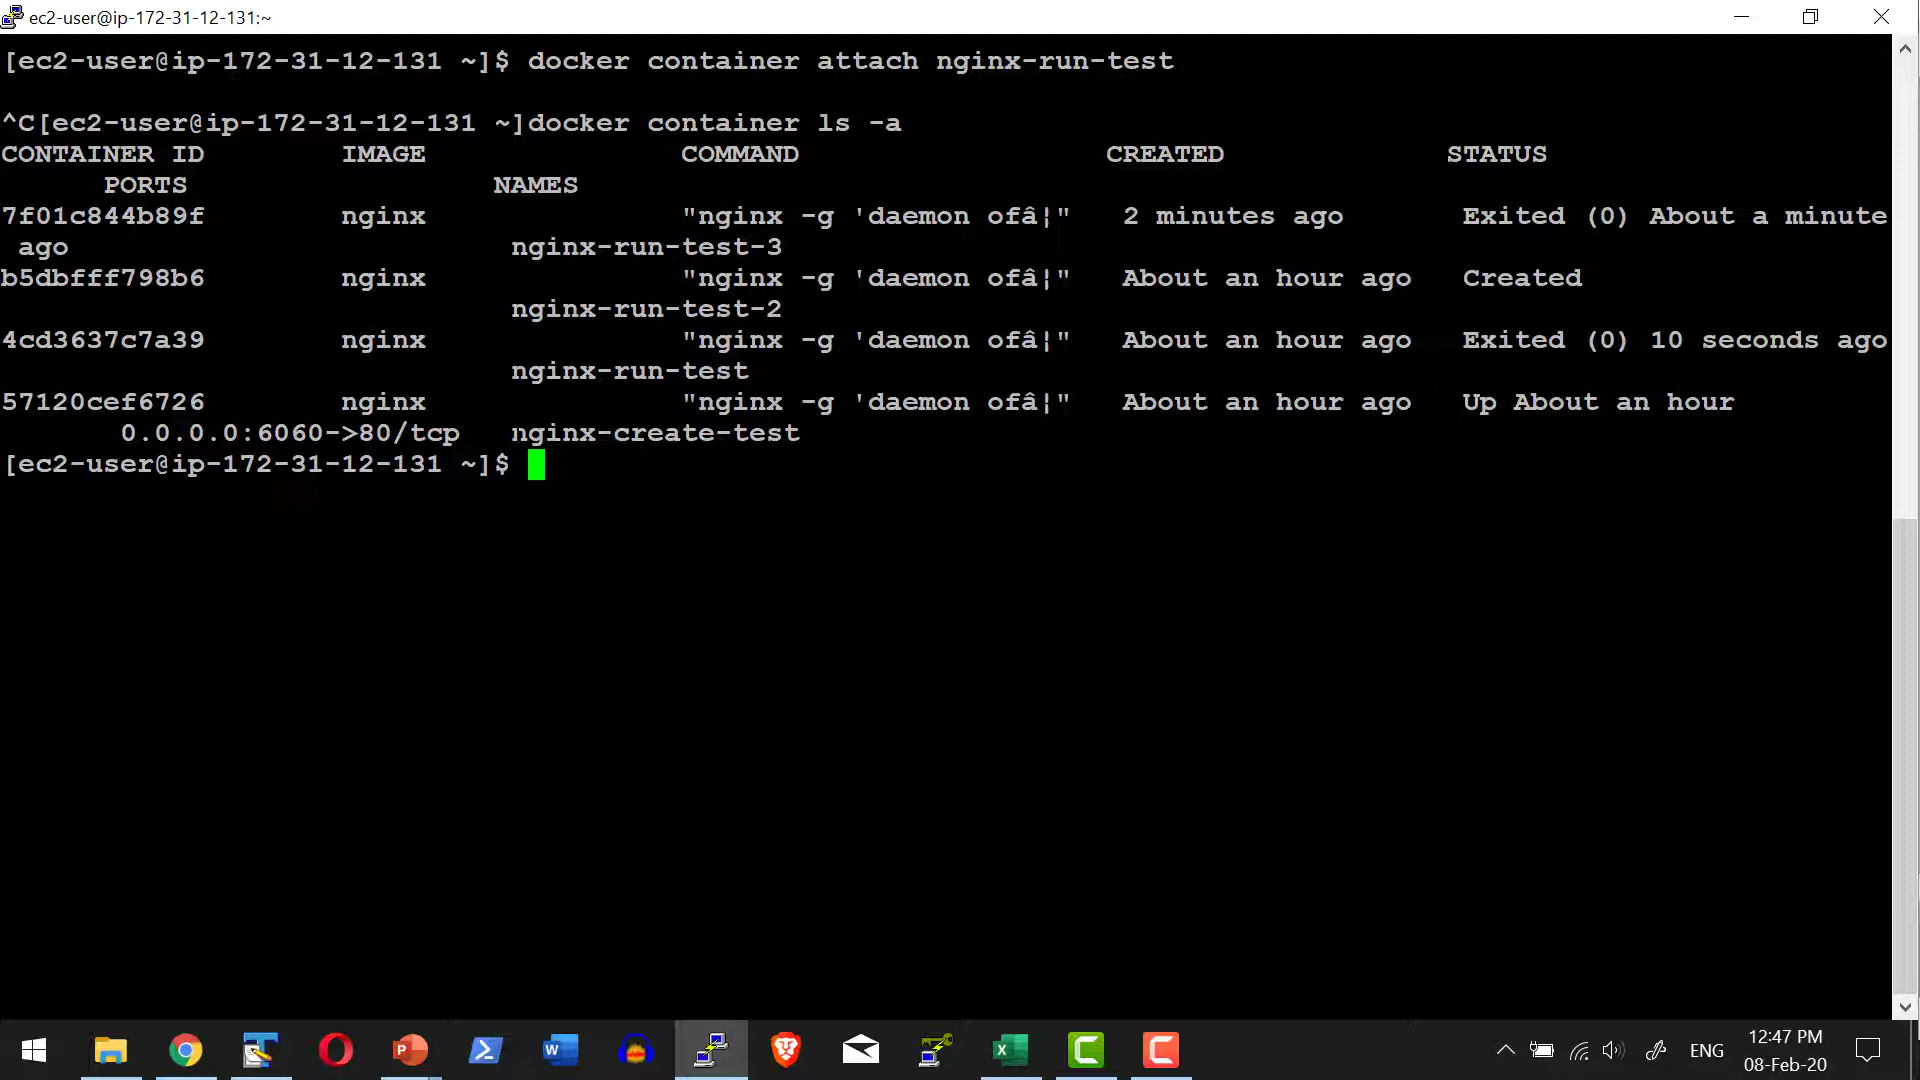 ec2-user@ip-172-31-12-131:~
[ec2-user@ip-172-31-12-131 ~]$ docker container attach nginx-run-test
^C[ec2-user@ip-172-31-12-131 ~]docker container ls -a
CONTAINER ID IMAGE COMMAND CREATED STATUS
PORTS NAMES
7f01c844b89f nginx "nginx -g 'daemon ofâ¦" 2 minutes ago Exited (0) About a minute
ago nginx-run-test-3
b5dbfff798b6 nginx "nginx -g 'daemon ofâ¦" About an hour ago Created
nginx-run-test-2
4cd3637c7a39 nginx "nginx -g 'daemon ofâ¦" About an hour ago Exited (0) 10 seconds ago
nginx-run-test
57120cef6726 nginx "nginx -g 'daemon ofâ¦" About an hour ago Up About an hour
0.0.0.0:6060->80/tcp nginx-create-test
[ec2-user@ip-172-31-12-131 ~]$
ENG
12:47 PM
08-Feb-20